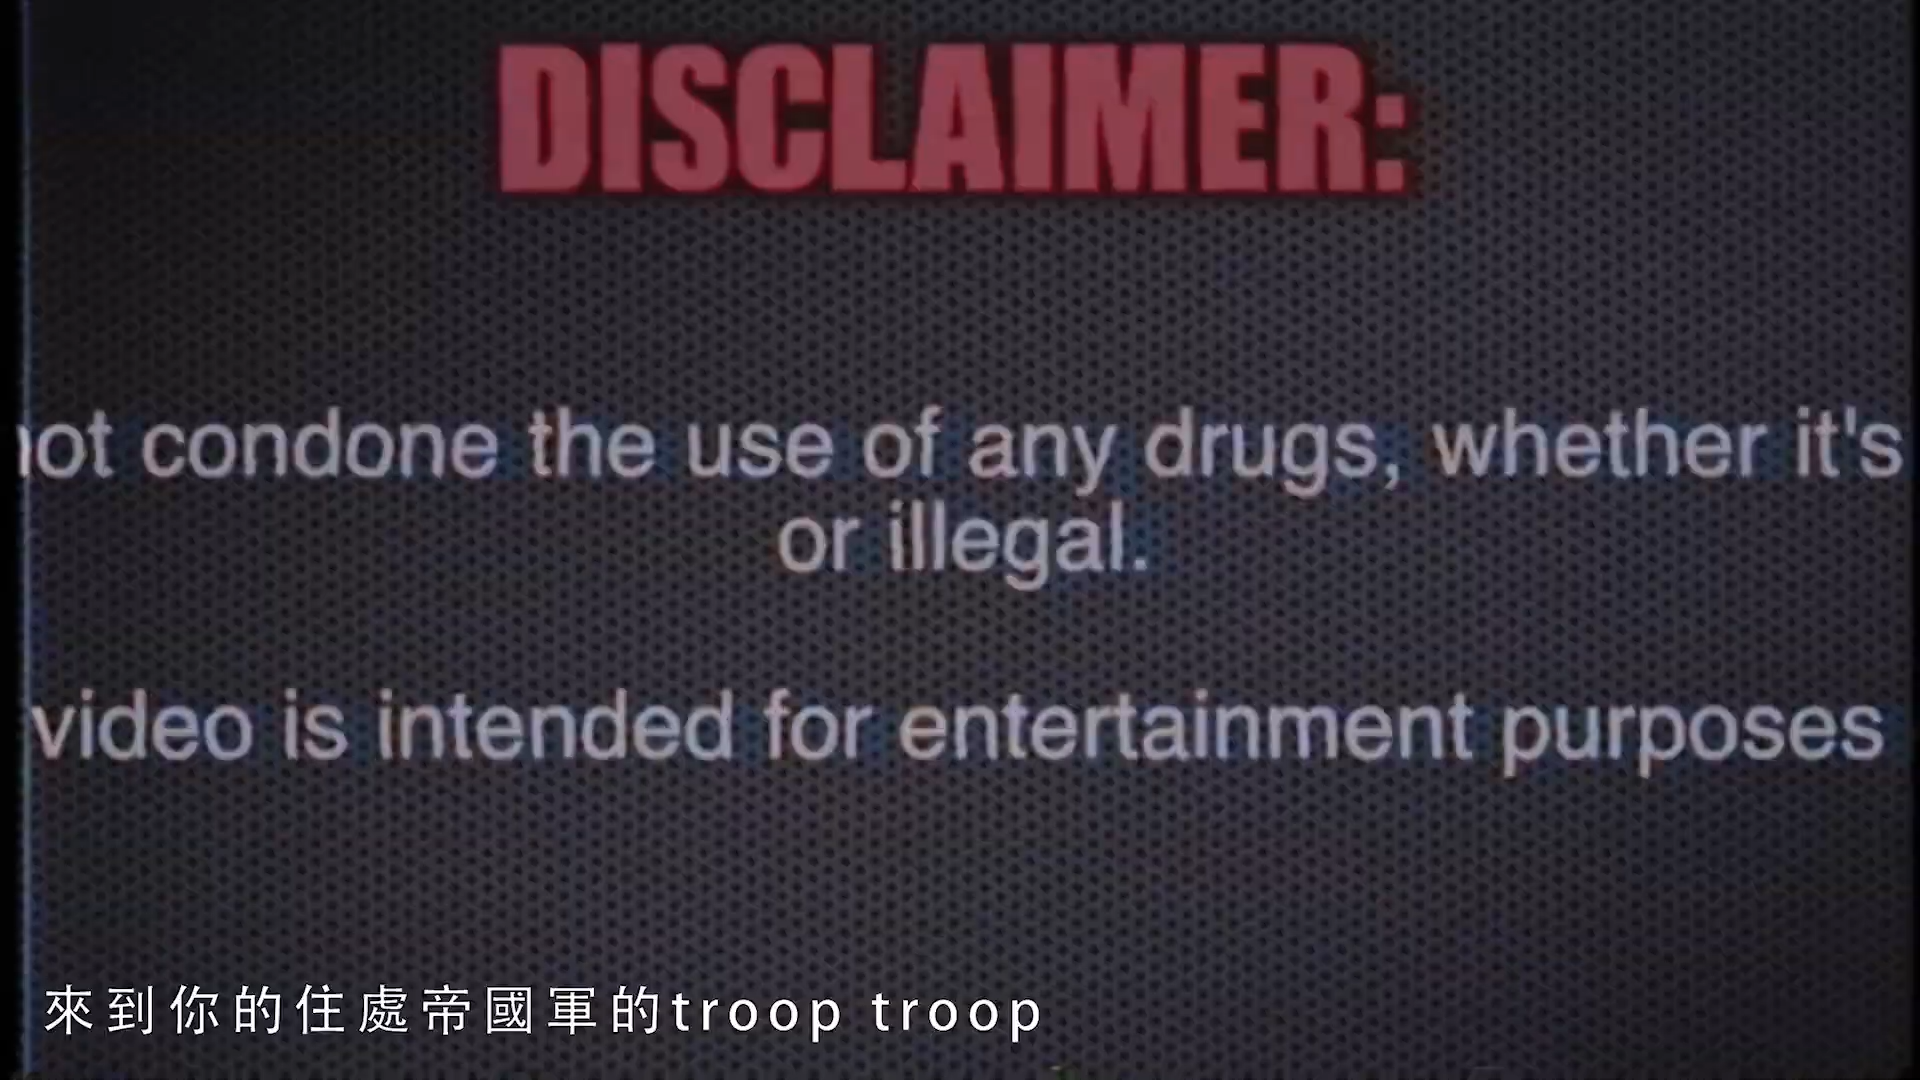 DISCLAIMER:
not condone the use of any drugs, whether it's
or illegal.
video is intended for entertainment purposes
來到你的住處帝國軍的troop troop